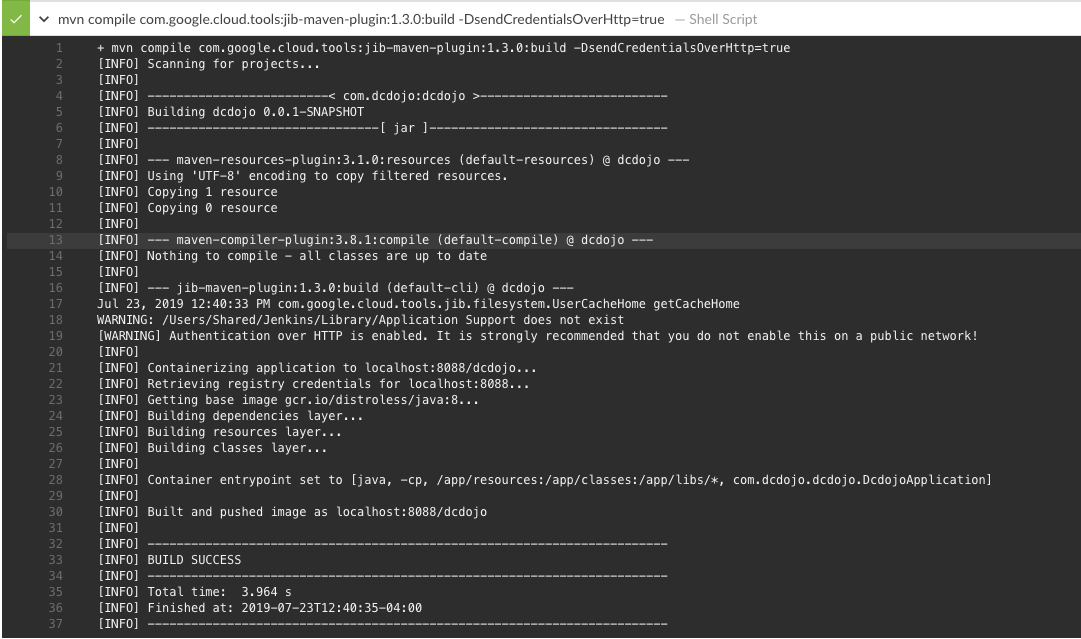 mvn compile com.google.cloud.tools:jib-maven-plugin:1.3.0:build -DsendCredentialsOverHttp=true — Shell Script
1 + mvn compile com.google.cloud.tools:jib-maven-plugin:1.3.0:build -DsendCredentialsOverHttp=true
2 [INFO] Scanning for projects...
3 [INFO]
4 [INFO] -------------------------< com.dcdojo:dcdojo >--------------------------
5 [INFO] Building dcdojo 0.0.1-SNAPSHOT
6 [INFO] --------------------------------[ jar ]---------------------------------
7 [INFO]
8 [INFO] --- maven-resources-plugin:3.1.0:resources (default-resources) @ dcdojo ---
9 [INFO] Using 'UTF-8' encoding to copy filtered resources.
10 [INFO] Copying 1 resource
11 [INFO] Copying 0 resource
12 [INFO]
13 [INFO] --- maven-compiler-plugin:3.8.1:compile (default-compile) @ dcdojo ---
14 [INFO] Nothing to compile - all classes are up to date
15 [INFO]
16 [INFO] --- jib-maven-plugin:1.3.0:build (default-cli) @ dcdojo ---
17 Jul 23, 2019 12:40:33 PM com.google.cloud.tools.jib.filesystem.UserCacheHome getCacheHome
18 WARNING: /Users/Shared/Jenkins/Library/Application Support does not exist
19 [WARNING] Authentication over HTTP is enabled. It is strongly recommended that you do not enable this on a public network!
20 [INFO]
21 [INFO] Containerizing application to localhost:8088/dcdojo...
22 [INFO] Retrieving registry credentials for localhost:8088...
23 [INFO] Getting base image gcr.io/distroless/java:8...
24 [INFO] Building dependencies layer...
25 [INFO] Building resources layer...
26 [INFO] Building classes layer...
27 [INFO]
28 [INFO] Container entrypoint set to [java, -cp, /app/resources:/app/classes:/app/libs/*, com.dcdojo.dcdojo.DcdojoApplication]
29 [INFO]
30 [INFO] Built and pushed image as localhost:8088/dcdojo
31 [INFO]
32 [INFO] ------------------------------------------------------------------------
33 [INFO] BUILD SUCCESS
34 [INFO] ------------------------------------------------------------------------
35 [INFO] Total time:  3.964 s
36 [INFO] Finished at: 2019-07-23T12:40:35-04:00
37 [INFO] ------------------------------------------------------------------------